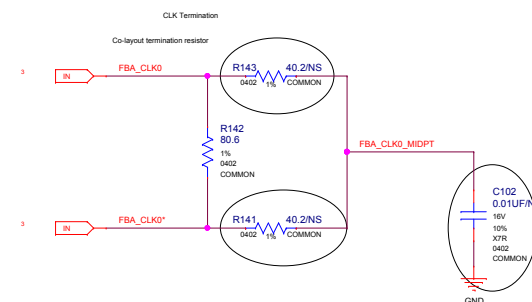 CLK Termination
Co-layout termination resistor
3
IN
FBA_CLK0
R143
40.2/NS
0402
1%
COMMON
R142
80.6
1%
0402
COMMON
FBA_CLK0_MIDPT
3
IN
FBA_CLK0*
R141
40.2/NS
0402
1%
COMMON
C102
0.01UF/N
16V
10%
X7R
0402
COMMON
GND